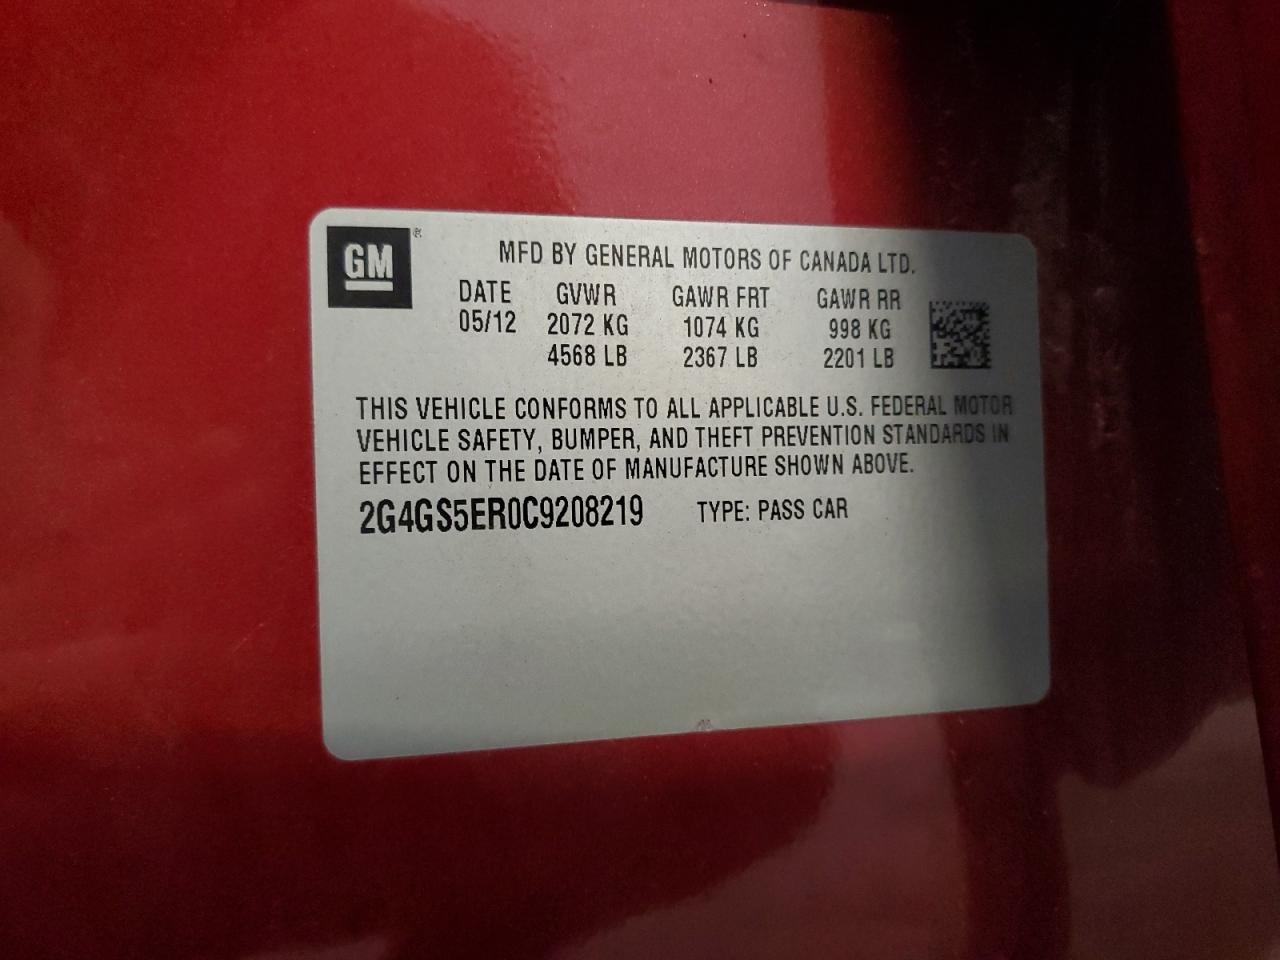 GM®
MFD BY GENERAL MOTORS OF CANADA LTD.
DATE GVWR GAWR FRT GAWR RR
05/12 2072 KG 1074 KG 998 KG
4568 LB 2367 LB 2201 LB
THIS VEHICLE CONFORMS TO ALL APPLICABLE U.S. FEDERAL MOTOR
VEHICLE SAFETY, BUMPER, AND THEFT PREVENTION STANDARDS IN
EFFECT ON THE DATE OF MANUFACTURE SHOWN ABOVE.
2G4GS5ER0C9208219 TYPE: PASS CAR